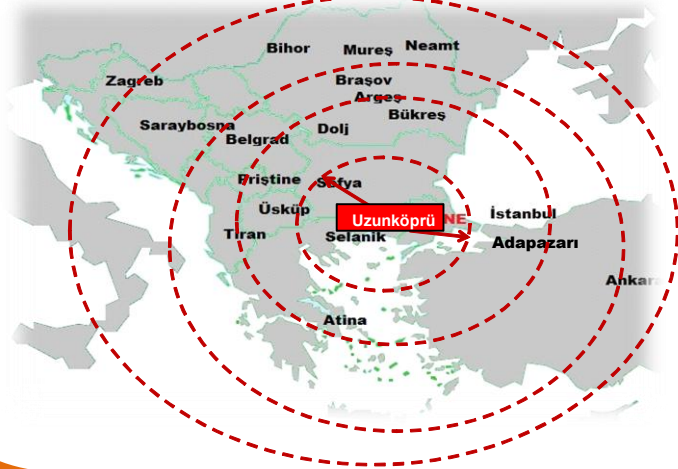 Bihor
Mureş
Neamt
Zagreb
Braşov
Argeş
Bükreş
Saraybosna
Belgrad
Dolj
Priştine
Sofya
Üsküp
Uzunköprü
NE
İstanbul
Tiran
Selanik
Adapazarı
Ankara
Atina